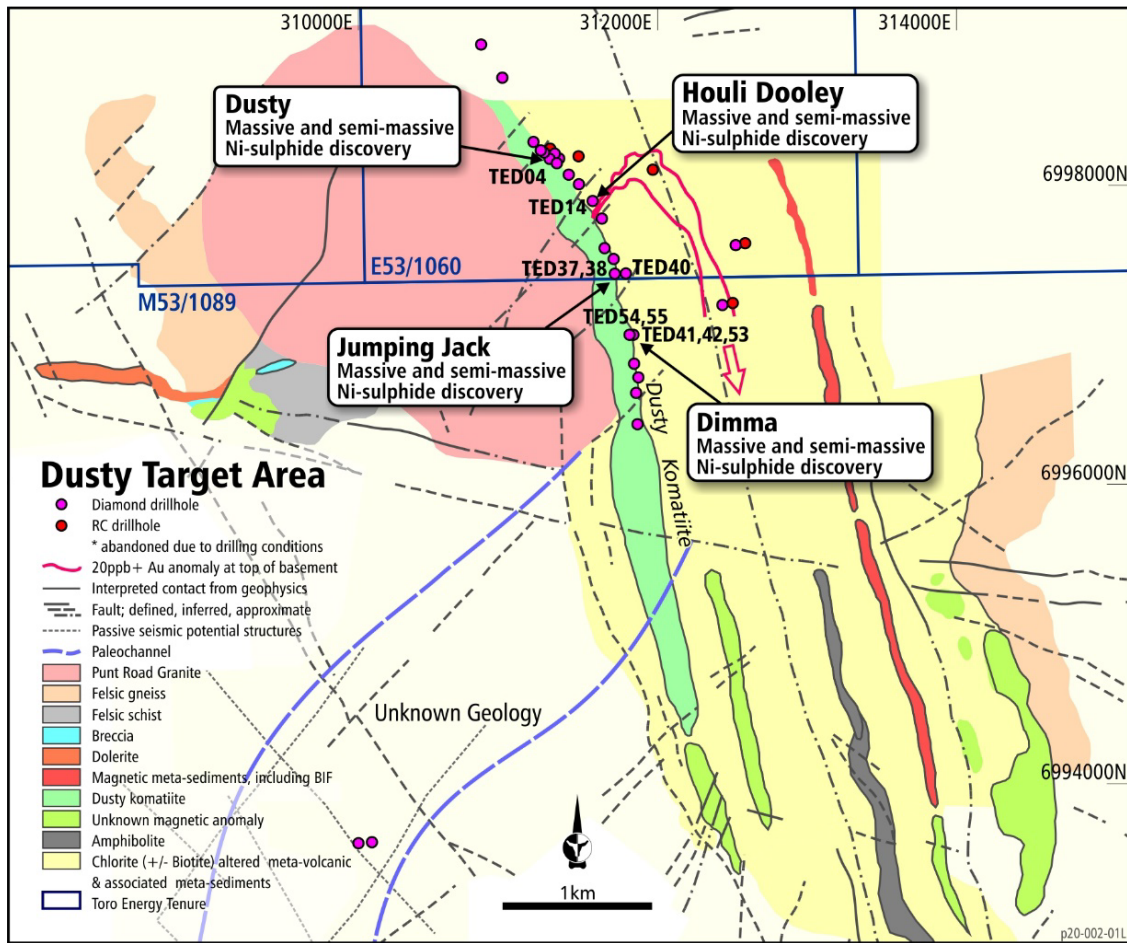 310000E
312000E
314000E
Dusty
Massive and semi-massive
Ni-sulphide discovery
Houli Dooley
Massive and semi-massive
Ni-sulphide discovery
TED04
6998000N
TED14
E53/1060
TED37,38
TED40
M53/1089
TED54,55
TED41,42,53
Jumping Jack
Massive and semi-massive
Ni-sulphide discovery
Dusty Komatiite
Dimma
Massive and semi-massive
Ni-sulphide discovery
6996000N
Dusty Target Area
Diamond drillhole
RC drillhole
* abandoned due to drilling conditions
20ppb+ Au anomaly at top of basement
Interpreted contact from geophysics
Fault; defined, inferred, approximate
Passive seismic potential structures
Paleochannel
Punt Road Granite
Felsic gneiss
Felsic schist
Breccia
Dolerite
Magnetic meta-sediments, including BIF
Dusty komatiite
Unknown magnetic anomaly
Amphibolite
Chlorite (+/- Biotite) altered meta-volcanic
& associated meta-sediments
Toro Energy Tenure
Unknown Geology
6994000N
1km
p20-002-01L